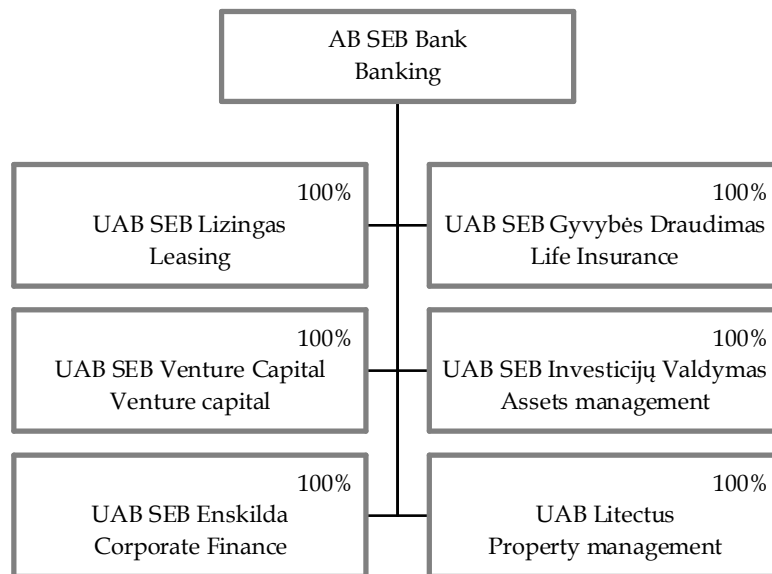 AB SEB Bank
Banking
100%
UAB SEB Lizingas
Leasing
100%
UAB SEB Gyvybės Draudimas
Life Insurance
100%
UAB SEB Venture Capital
Venture capital
100%
UAB SEB Investicijų Valdymas
Assets management
100%
UAB SEB Enskilda
Corporate Finance
100%
UAB Litectus
Property management